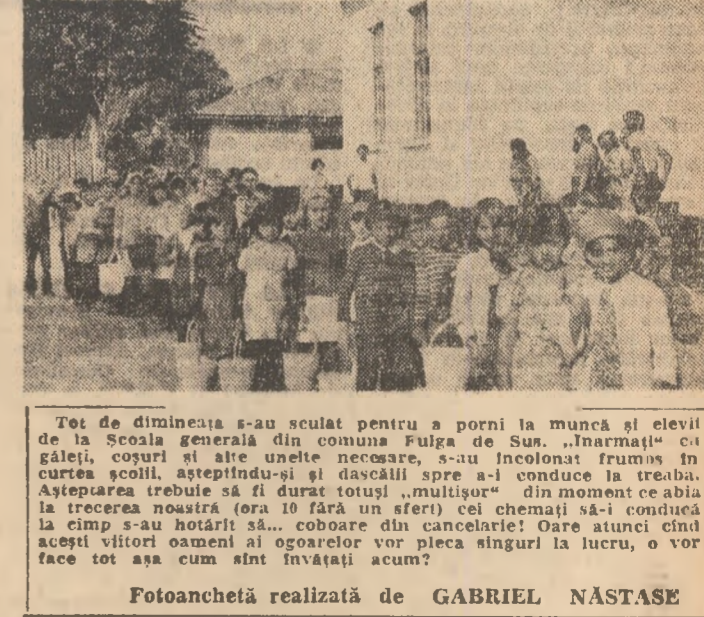 Tot de dimineața s-au sculat pentru a porni la muncă și elevii
de la Școala generală din comuna Fulga de Sus. „Inarmați“ cu
găleți, coșuri și alte unelte necesare, s-au incolonat frumos in
curtea școlii, așteptîndu-și și dascălii spre a-i conduce la treaba.
Așteptarea trebuie să fi durat totuși „multișor“ din moment ce abia
la trecerea noastră (ora 10 fără un sfert) cei chemați să-i conducă
la cîmp s-au hotărît să... coboare din cancelarie! Oare atunci cînd
acești viitori oameni ai ogoarelor vor pleca singuri la lucru, o vor
face tot așa cum sînt învățați acum?
Fotoanchetă realizată de GABRIEL NĂSTASE